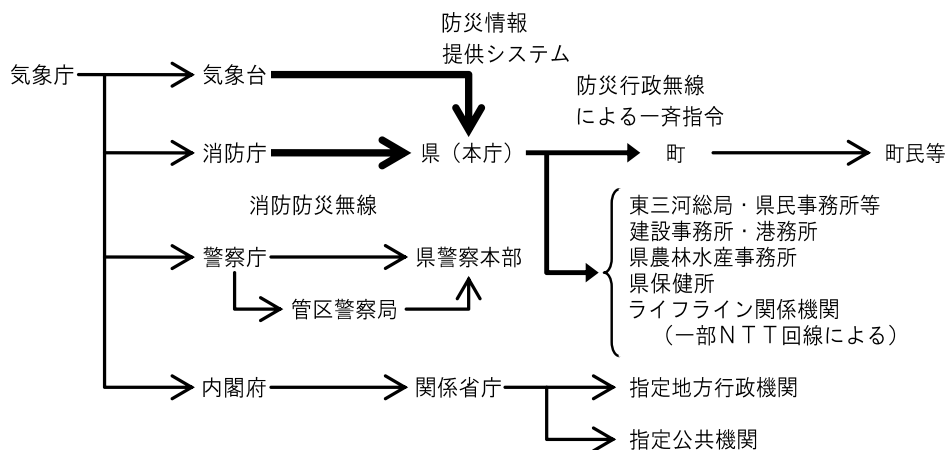 防災情報
提供システム
気象庁
気象台
防災行政無線
による一斉指令
消防庁
県（本庁）
町
町民等
消防防災無線
東三河総局・県民事務所等
建設事務所・港務所
県農林水産事務所
県保健所
ライフライン関係機関
（一部ＮＴＴ回線による）
警察庁
県警察本部
管区警察局
内閣府
関係省庁
指定地方行政機関
指定公共機関